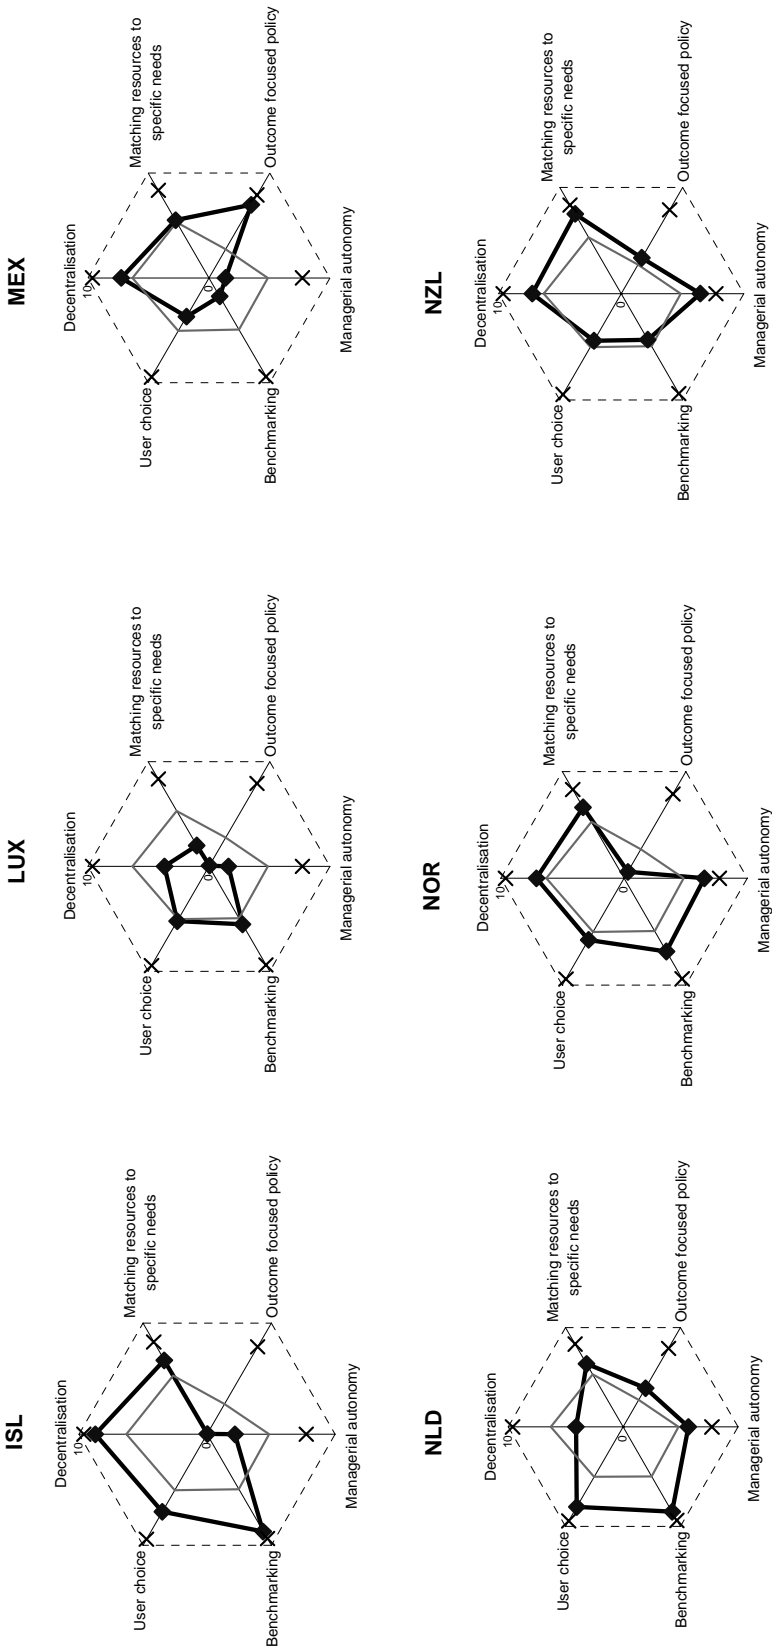 ISL
Decentralisation
10
Matching resources to
specific needs
User choice
0
Outcome focused policy
Benchmarking
Managerial autonomy
LUX
Decentralisation
10
Matching resources to
specific needs
User choice
0
Outcome focused policy
Benchmarking
Managerial autonomy
MEX
Decentralisation
10
Matching resources to
specific needs
User choice
0
Outcome focused policy
Benchmarking
Managerial autonomy
NLD
Decentralisation
10
Matching resources to
specific needs
User choice
0
Outcome focused policy
Benchmarking
Managerial autonomy
NOR
Decentralisation
10
Matching resources to
specific needs
User choice
0
Outcome focused policy
Benchmarking
Managerial autonomy
NZL
Decentralisation
10
Matching resources to
specific needs
User choice
0
Outcome focused policy
Benchmarking
Managerial autonomy